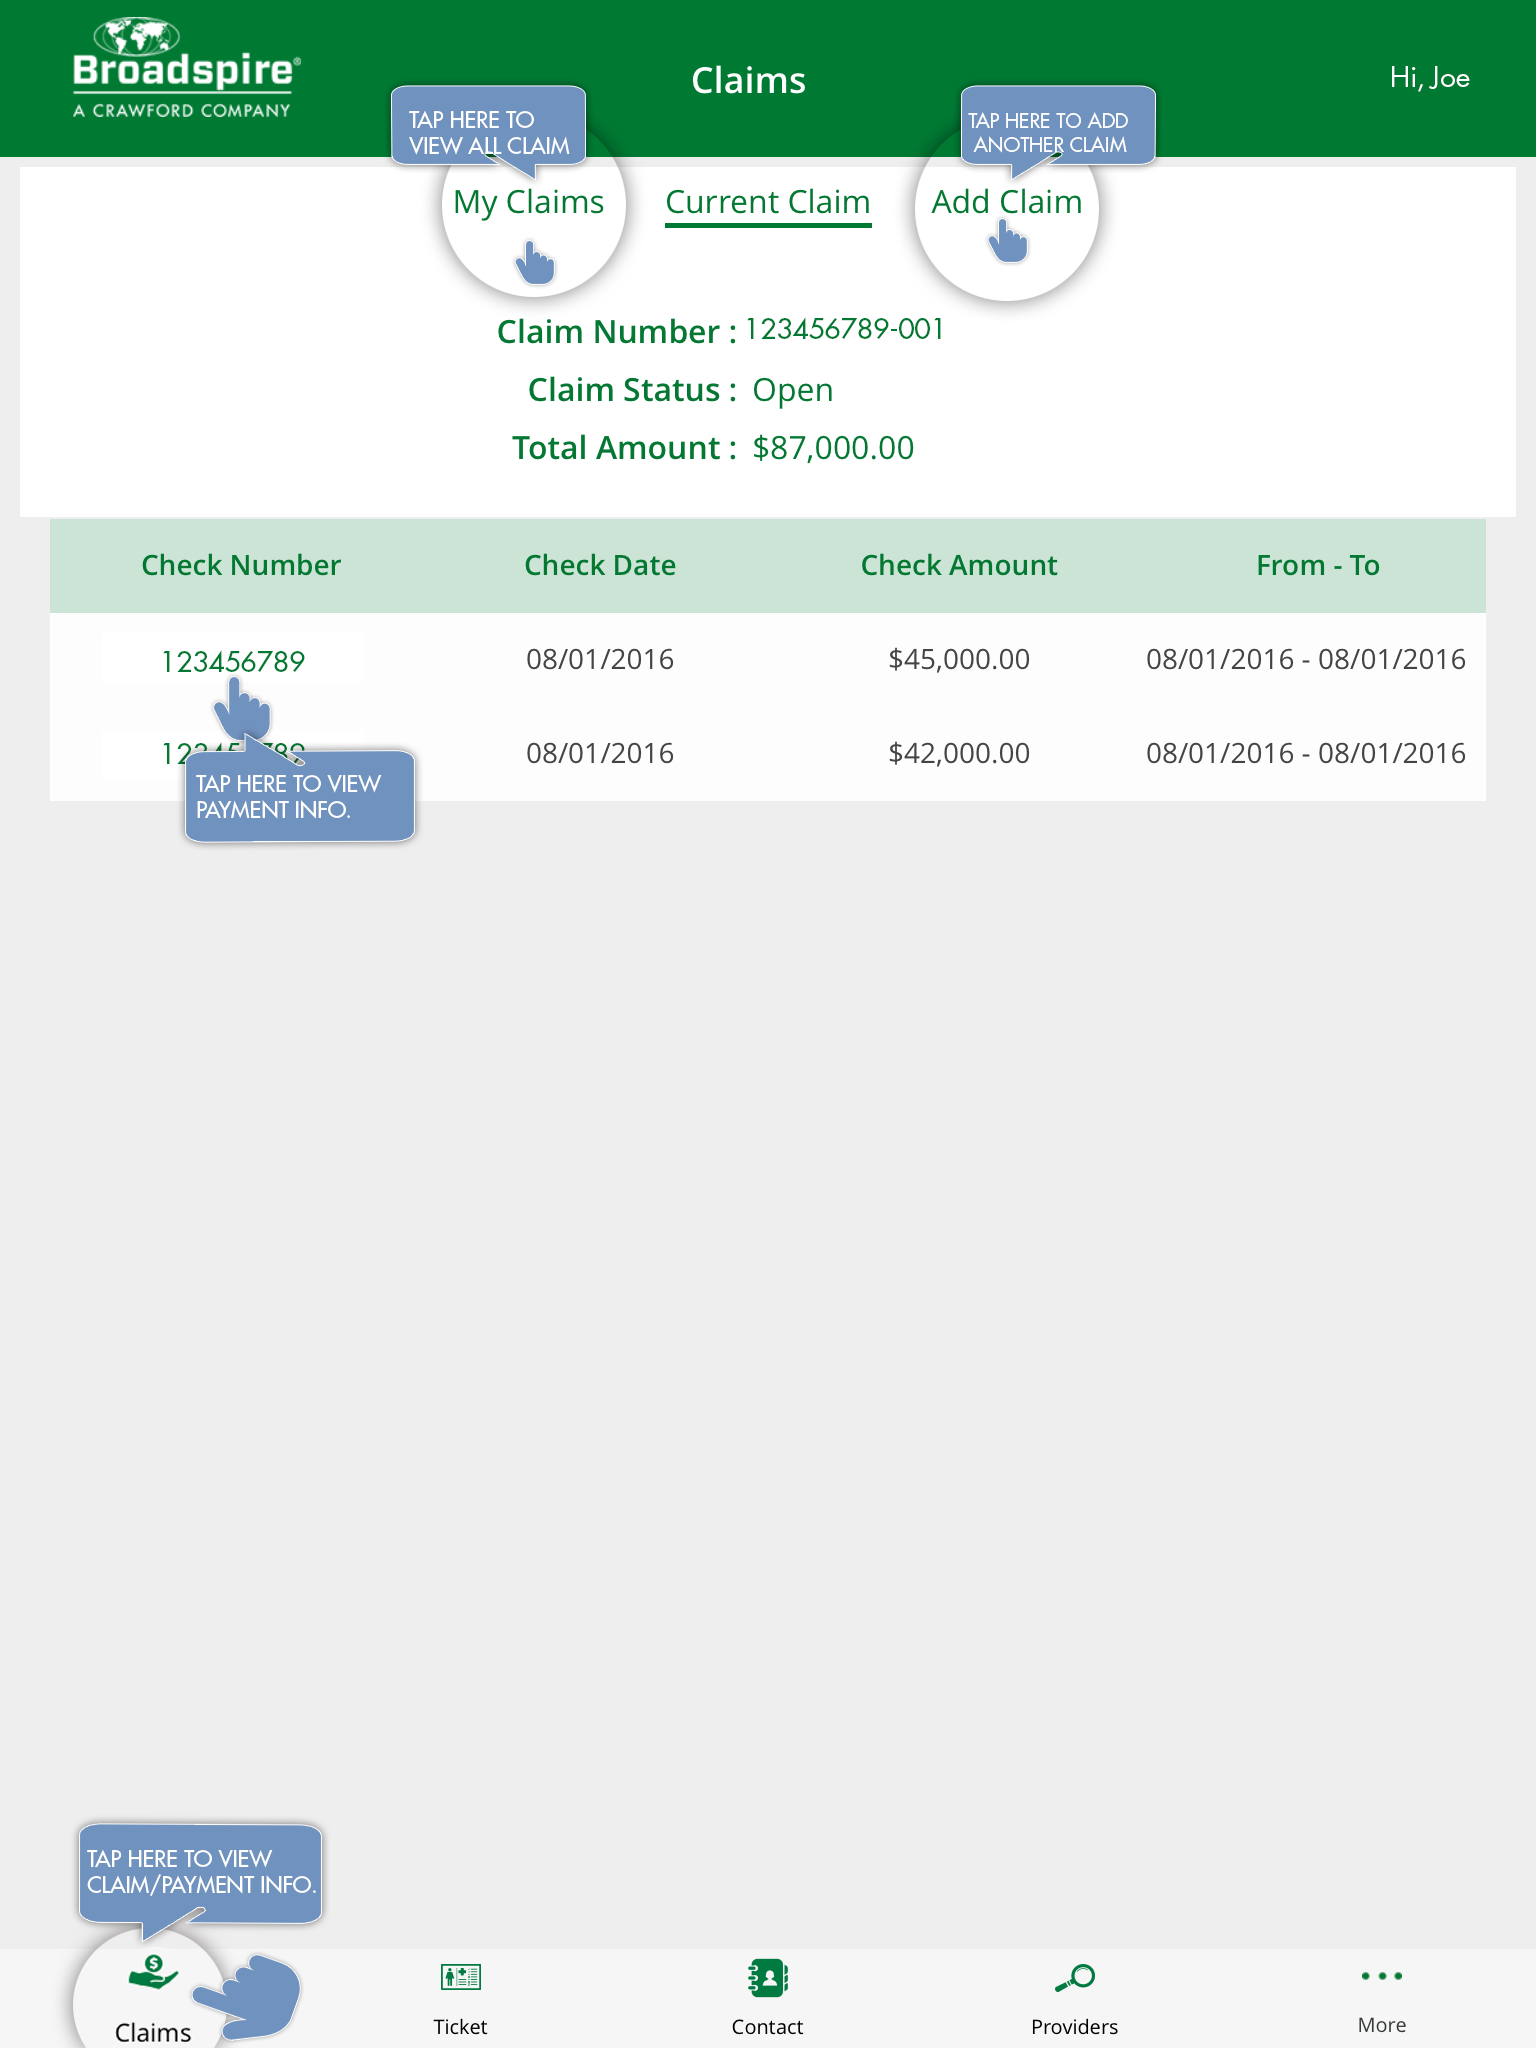 Broadspire®
A CRAWFORD COMPANY
Claims
Hi, Joe
TAP HERE TO
VIEW ALL CLAIM
TAP HERE TO ADD
ANOTHER CLAIM
My Claims Current Claim Add Claim
Claim Number : 123456789-001
Claim Status : Open
Total Amount : $87,000.00
Check Number Check Date Check Amount From - To
123456789 08/01/2016 $45,000.00 08/01/2016 - 08/01/2016
08/01/2016 $42,000.00 08/01/2016 - 08/01/2016
TAP HERE TO VIEW
PAYMENT INFO.
TAP HERE TO VIEW
CLAIM/PAYMENT INFO.
Claims Ticket Contact Providers More